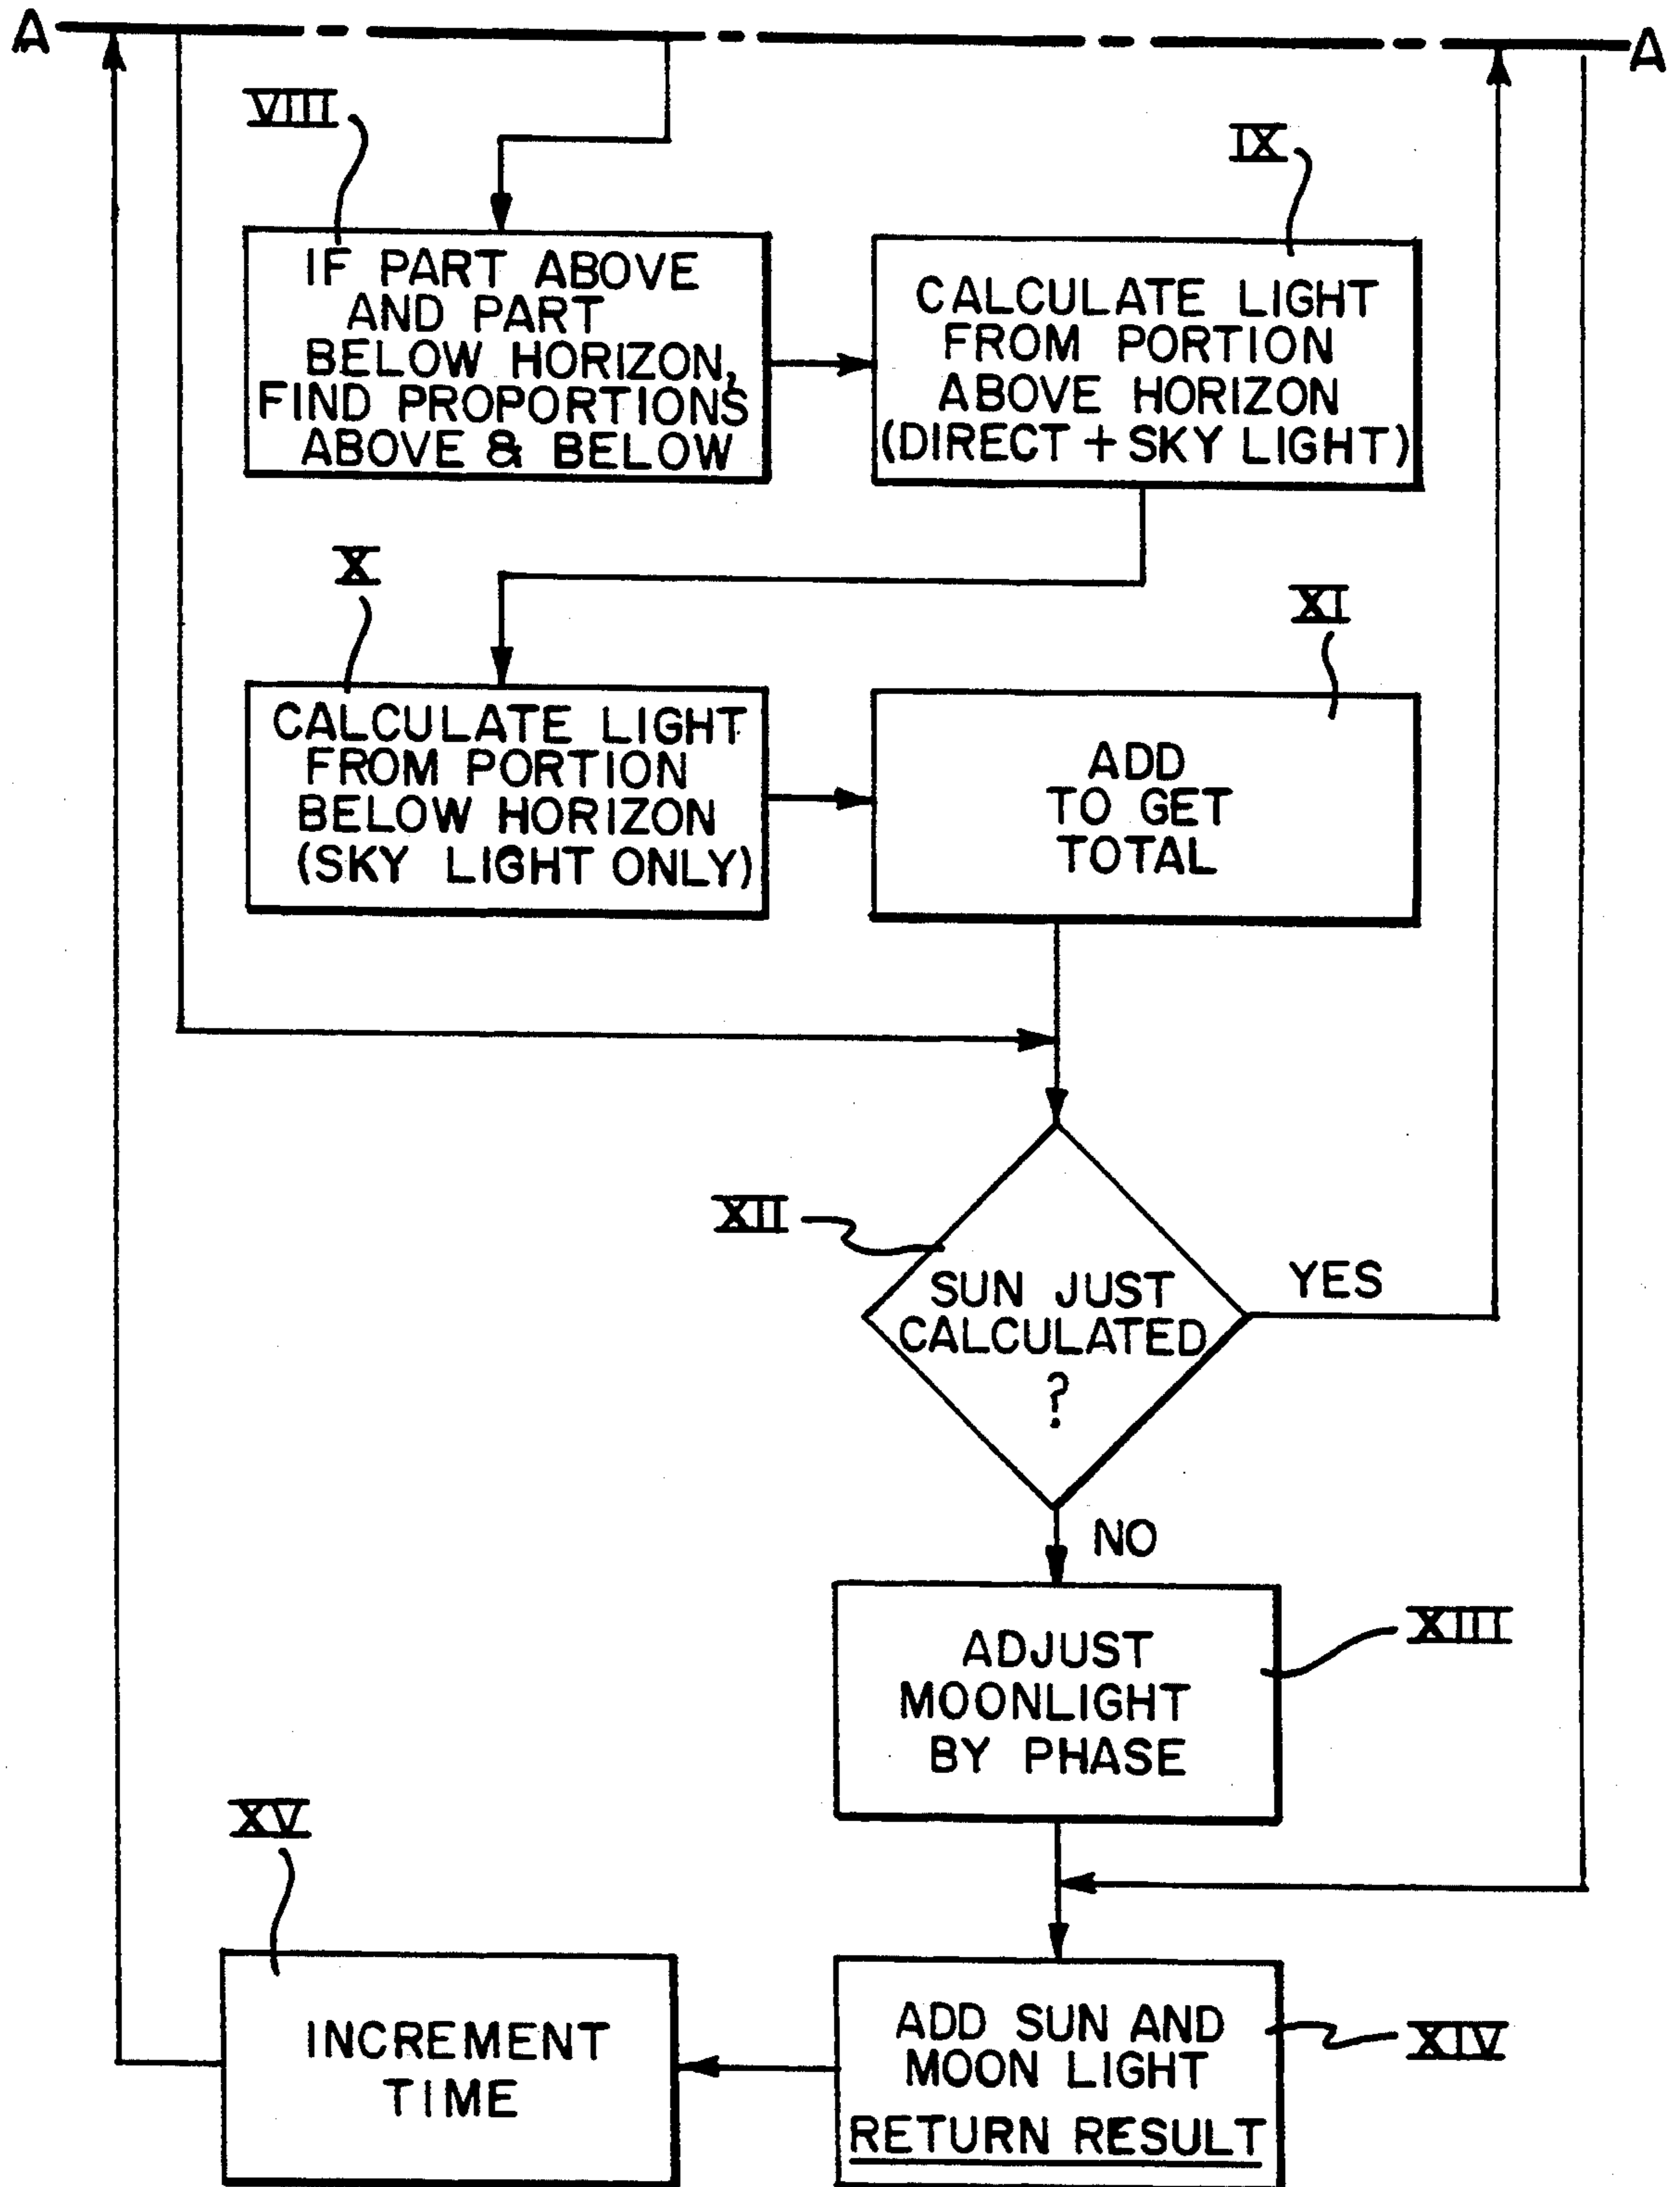 A
A
VIII
IX
IF PART ABOVE
AND PART
BELOW HORIZON,
FIND PROPORTIONS
ABOVE & BELOW
CALCULATE LIGHT
FROM PORTION
ABOVE HORIZON
(DIRECT + SKY LIGHT)
X
XI
CALCULATE LIGHT
FROM PORTION
BELOW HORIZON
(SKY LIGHT ONLY)
ADD
TO GET
TOTAL
XII
SUN JUST
CALCULATED
?
YES
NO
XIII
ADJUST
MOONLIGHT
BY PHASE
XV
INCREMENT
TIME
ADD SUN AND
MOON LIGHT
RETURN RESULT
XIV